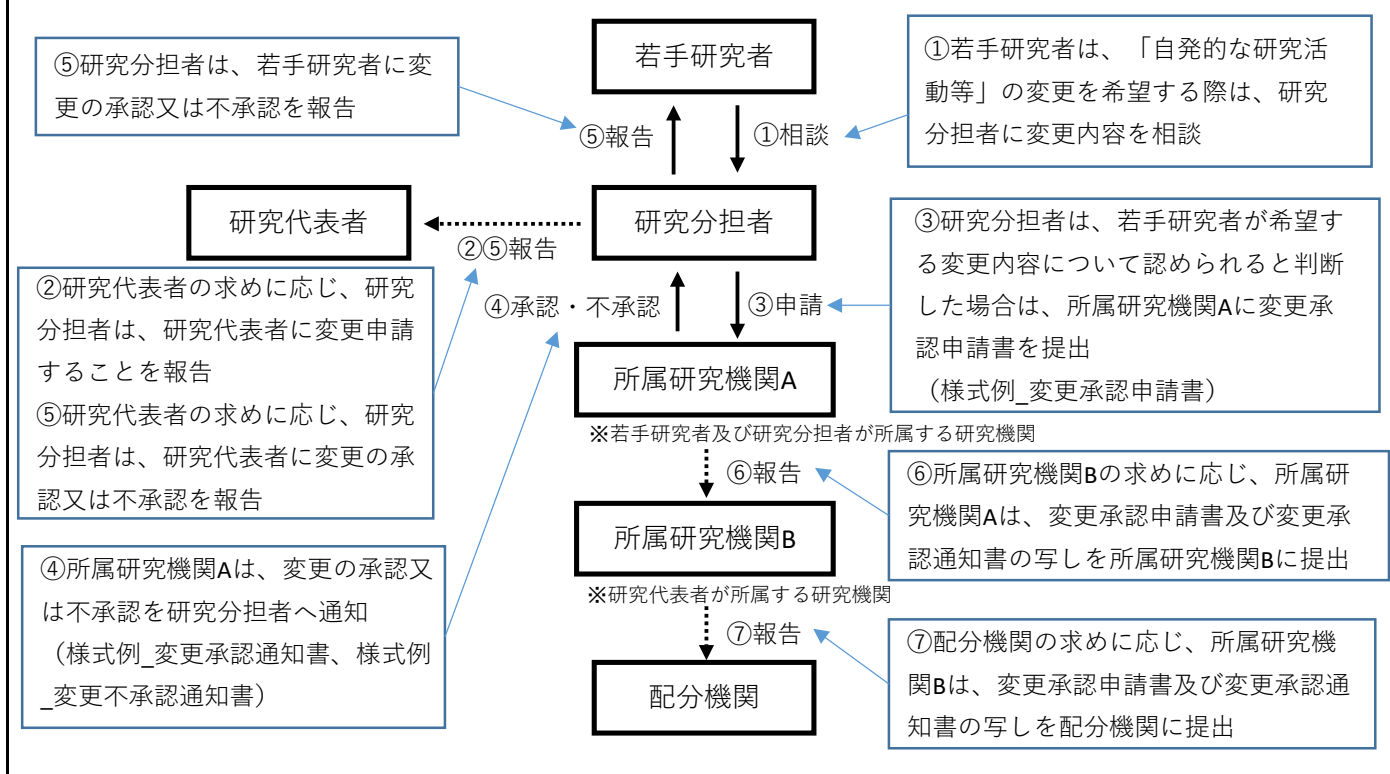 ⑤研究分担者は、若手研究者に変
更の承認又は不承認を報告
若手研究者
①若手研究者は、「自発的な研究活
動等」の変更を希望する際は、研究
分担者に変更内容を相談
⑤報告
①相談
研究代表者
研究分担者
②⑤報告
③研究分担者は、若手研究者が希望す
る変更内容について認められると判断
した場合は、所属研究機関Aに変更承
認申請書を提出
（様式例_変更承認申請書）
②研究代表者の求めに応じ、研究
分担者は、研究代表者に変更申請
することを報告
⑤研究代表者の求めに応じ、研究
分担者は、研究代表者に変更の承
認又は不承認を報告
④承認・不承認
③申請
所属研究機関A
※若手研究者及び研究分担者が所属する研究機関
⑥報告
⑥所属研究機関Bの求めに応じ、所属研
究機関Aは、変更承認申請書及び変更承
認通知書の写しを所属研究機関Bに提出
所属研究機関B
※研究代表者が所属する研究機関
④所属研究機関Aは、変更の承認又
は不承認を研究分担者へ通知
（様式例_変更承認通知書、様式例
_変更不承認通知書）
⑦報告
⑦配分機関の求めに応じ、所属研究機
関Bは、変更承認申請書及び変更承認通
知書の写しを配分機関に提出
配分機関